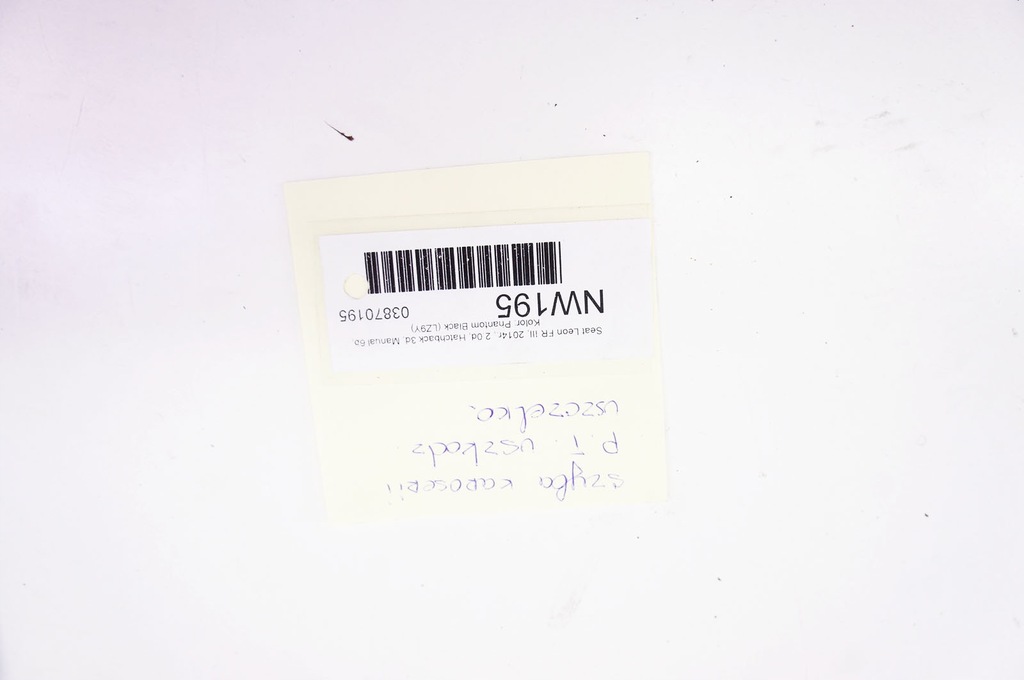 szyba karoserii
P.T. uszkodz
uszczelka.
Seat Leon FR III, 2014r., 2.0d, Hatchback 3d, Manual 6b
Kolor: Phantom Black (LZ9Y)
NW195 03870195